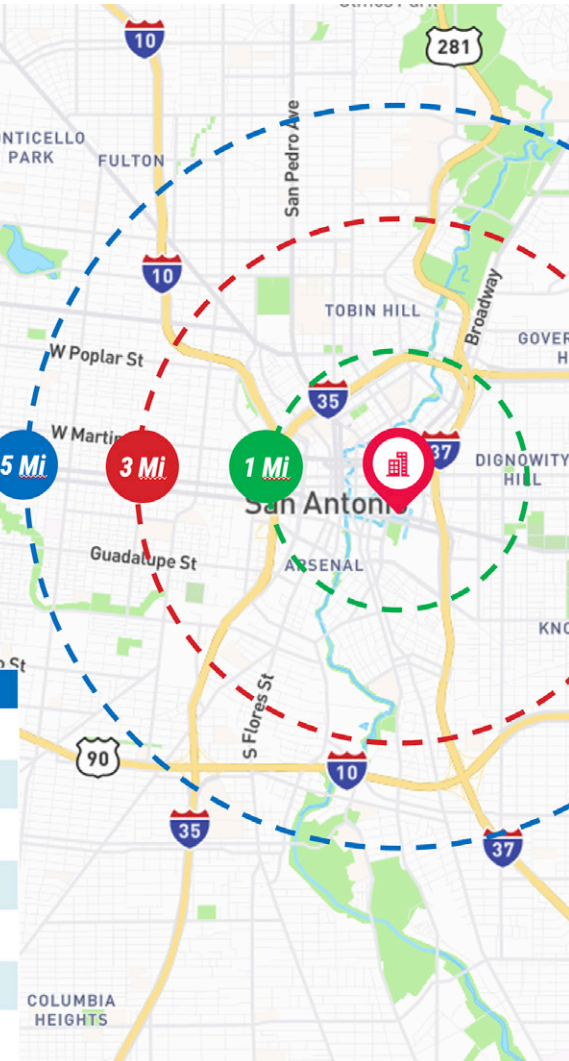 10
281
ONTICELLO
PARK
FULTON
San Pedro Ave
10
TOBIN HILL
Broadway
GOVER
H
W Poplar St
35
W Martin
37
5 Mi
3 Mi
1 Mi
DIGNOWITY
HILL
San Antonio
Guadalupe St
ARSENAL
KNO
o St
S Flores St
90
10
35
37
COLUMBIA
HEIGHTS